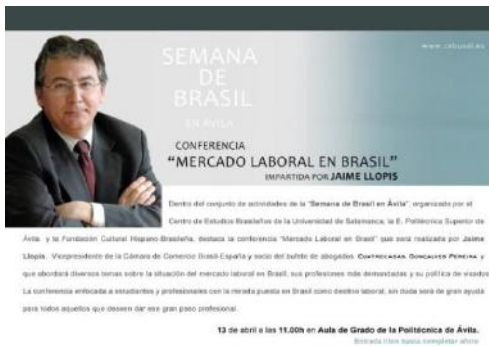 www.cebusal.es
SEMANA
DE
BRASIL
EN ÁVILA
CONFERENCIA
"MERCADO LABORAL EN BRASIL"
IMPARTIDA POR JAIME LLOPIS
Dentro del conjunto de actividades de la "Semana de Brasil en Ávila", organizado por el
Centro de Estudios Brasileños de la Universidad de Salamanca, la E. Politécnica Superior de
Ávila y la Fundación Cultural Hispano-Brasileña, destaca la conferencia "Mercado Laboral en Brasil" que será realizada por Jaime
Llopis, Vicepresidente de la Cámara de Comercio Brasil-España y socio del bufete de abogados CUATRECASAS GONÇALVES PEREIRA y
que abordará diversos temas sobre la situación del mercado laboral en Brasil, sus profesiones más demandadas y su política de visados
La conferencia enfocada a estudiantes y profesionales con la mirada puesta en Brasil como destino laboral, sin duda será de gran ayuda
para todos aquellos que deseen dar ese gran paso profesional.
13 de abril a las 11.00h en Aula de Grado de la Politécnica de Ávila.
Entrada libre hasta completar aforo